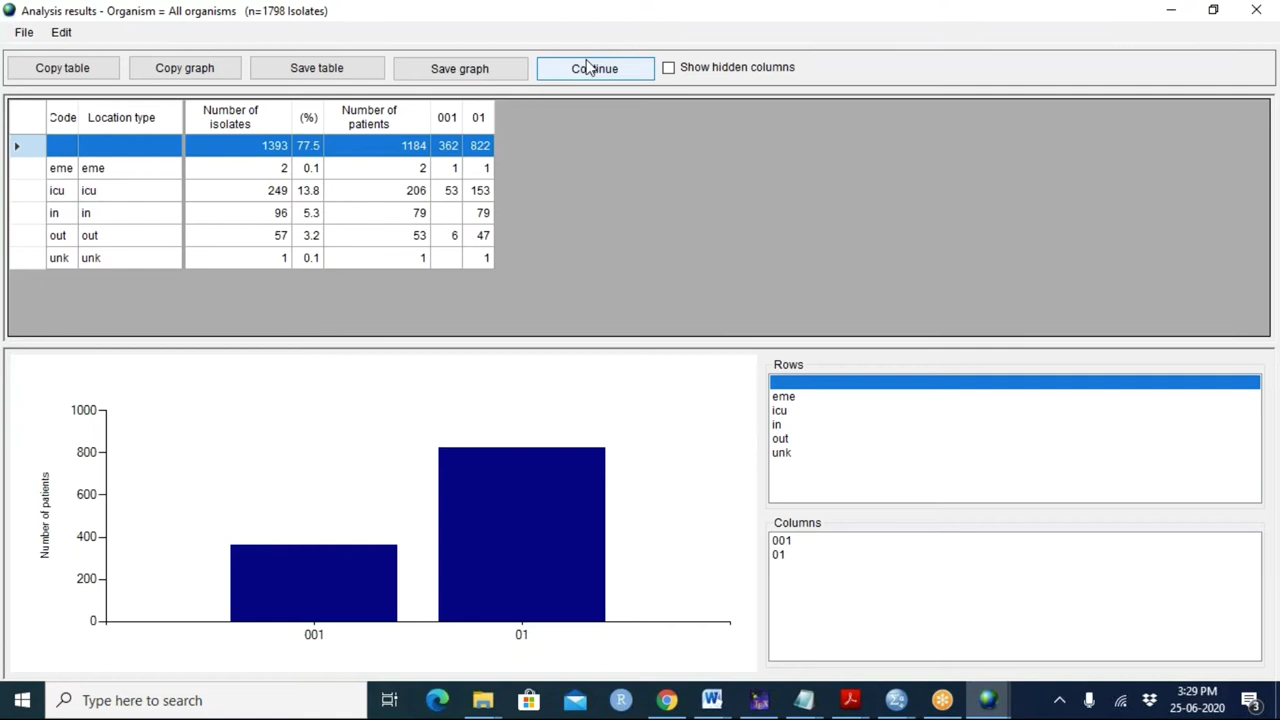 Analysis results - Organism = All organisms (n=1798 Isolates)
File Edit
Copy table Copy graph Save table Save graph Continue Show hidden columns
Code Location type Number of isolates (%) Number of patients 001 01
1393 77.5 1184 362 822
eme eme 2 0.1 2 1 1
icu icu 249 13.8 206 53 153
in in 96 5.3 79 79
out out 57 3.2 53 6 47
unk unk 1 0.1 1 1
Rows
eme
icu
in
out
unk
Columns
001
01
Number of patients
1000
800
600
400
200
0
001 01
Type here to search
3:29 PM
25-06-2020
3